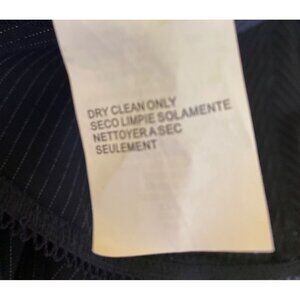 DRY CLEAN ONLY
SECO LIMPIE SOLAMENTE
NETTOYER A SEC
SEULEMENT